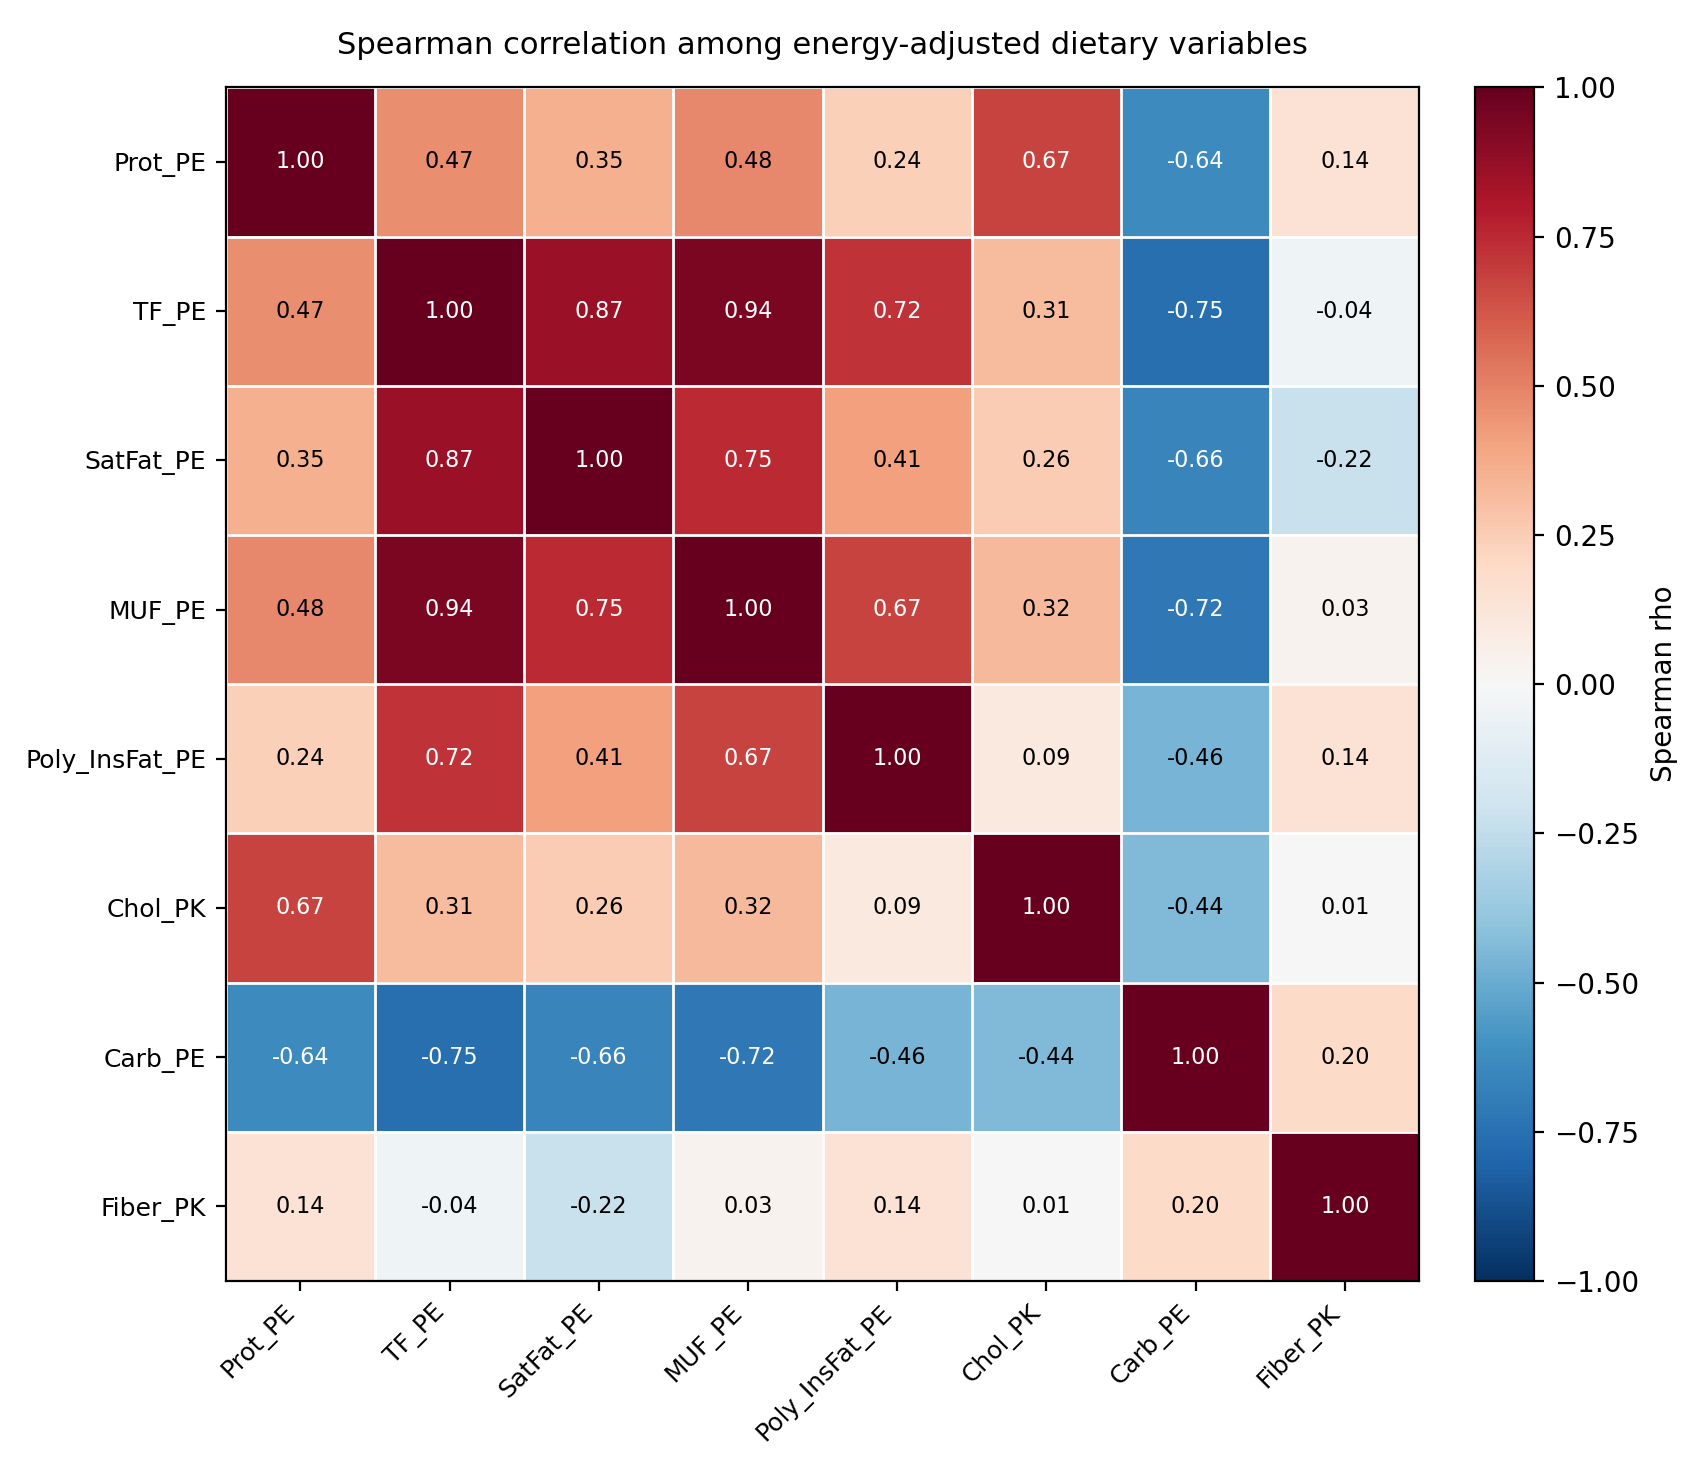 Spearman correlation among energy-adjusted dietary variables
Prot_PE 1.00 0.47 0.35 0.48 0.24 0.67 -0.64 0.14
TF_PE 0.47 1.00 0.87 0.94 0.72 0.31 -0.75 -0.04
SatFat_PE 0.35 0.87 1.00 0.75 0.41 0.26 -0.66 -0.22
MUF_PE 0.48 0.94 0.75 1.00 0.67 0.32 -0.72 0.03
Poly_InsFat_PE 0.24 0.72 0.41 0.67 1.00 0.09 -0.46 0.14
Chol_PK 0.67 0.31 0.26 0.32 0.09 1.00 -0.44 0.01
Carb_PE -0.64 -0.75 -0.66 -0.72 -0.46 -0.44 1.00 0.20
Fiber_PK 0.14 -0.04 -0.22 0.03 0.14 0.01 0.20 1.00
Prot_PE
TF_PE
SatFat_PE
MUF_PE
Poly_InsFat_PE
Chol_PK
Carb_PE
Fiber_PK
1.00
0.75
0.50
0.25
0.00
−0.25
−0.50
−0.75
−1.00
Spearman rho